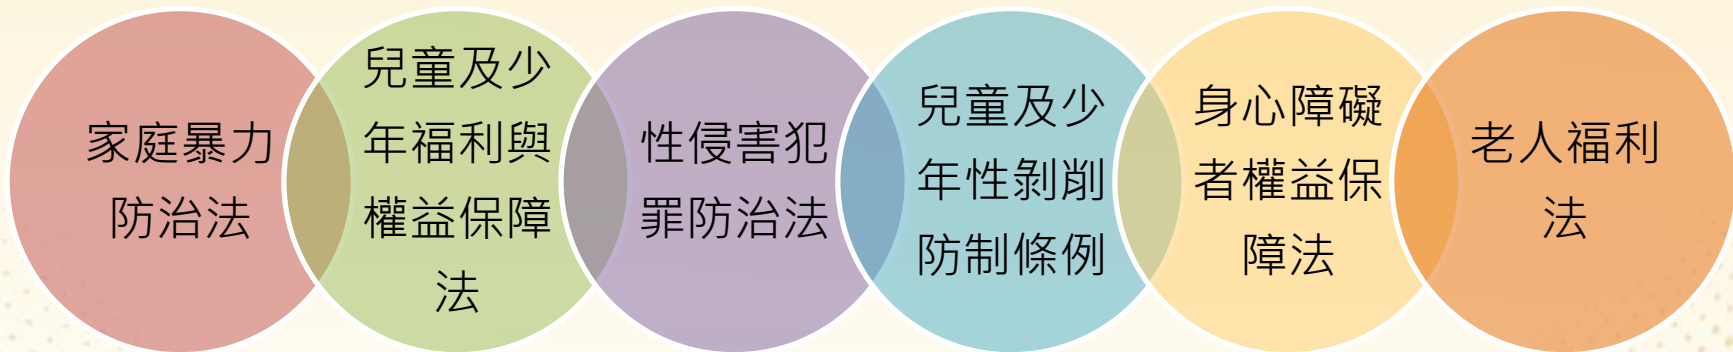 家庭暴力
防治法
兒童及少
年福利與
權益保障
法
性侵害犯
罪防治法
兒童及少
年性剝削
防制條例
身心障礙
者權益保
障法
老人福利
法